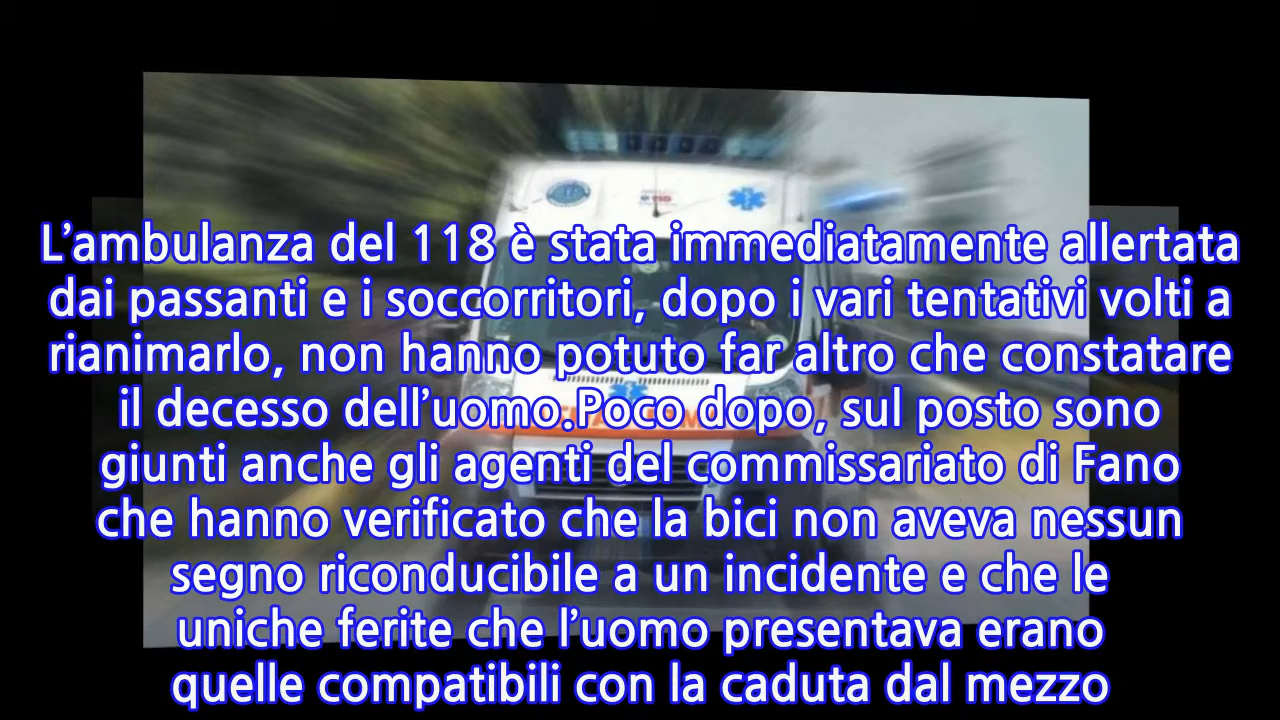 L’ambulanza del 118 è stata immediatamente allertata
dai passanti e i soccorritori, dopo i vari tentativi volti a
rianimarlo, non hanno potuto far altro che constatare
il decesso dell’uomo.Poco dopo, sul posto sono
giunti anche gli agenti del commissariato di Fano
che hanno verificato che la bici non aveva nessun
segno riconducibile a un incidente e che le
uniche ferite che l’uomo presentava erano
quelle compatibili con la caduta dal mezzo